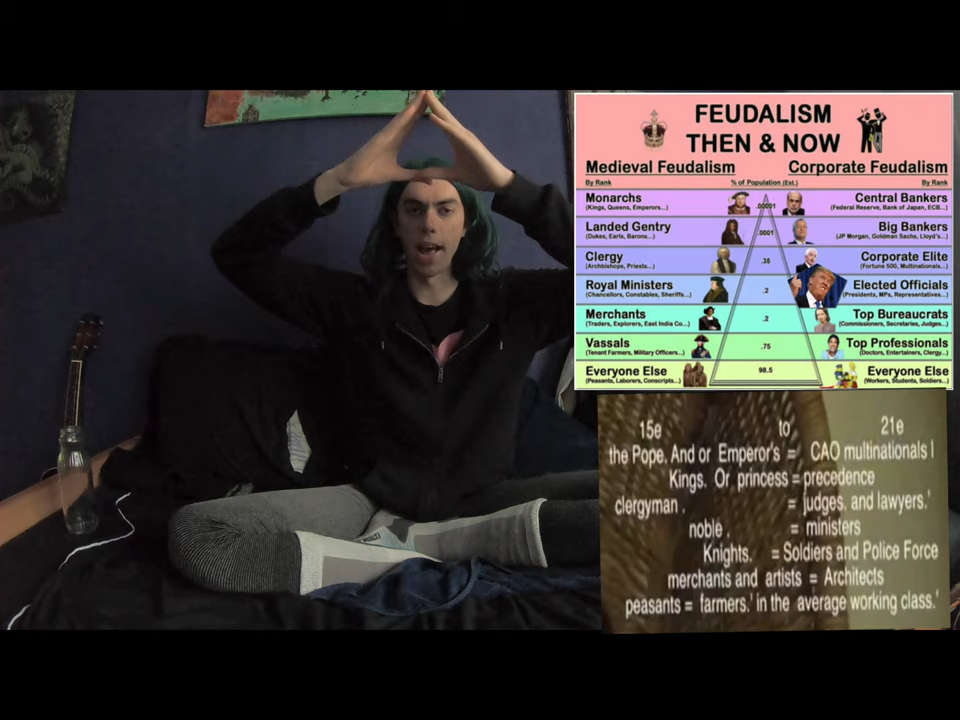 FEUDALISM
THEN & NOW
Medieval Feudalism Corporate Feudalism
By Rank % of Population (Est.) By Rank
Monarchs .00001 Central Bankers
(Kings, Queens, Emperors...) (Federal Reserve, Bank of Japan, ECB...)
Landed Gentry .0001 Big Bankers
(Dukes, Earls, Barons...) (JP Morgan, Goldman Sachs, Lloyd's...)
Clergy .35 Corporate Elite
(Archbishops, Priests...) (Fortune 500, Multinationals...)
Royal Ministers .2 Elected Officials
(Chancellors, Constables, Sheriffs...) (Presidents, MPs, Representatives...)
Merchants .2 Top Bureaucrats
(Traders, Explorers, East India Co...) (Commissioners, Secretaries, Judges...)
Vassals .75 Top Professionals
(Tenant Farmers, Military Officers...) (Doctors, Entertainers, Clergy...)
Everyone Else 98.5 Everyone Else
(Peasants, Laborers, Conscripts...) (Workers, Students, Soldiers...)
15e to 21e
the Pope. And or Emperor's = CAO multinationals I
Kings. Or princess = precedence
clergyman . = judges. and lawyers.'
noble . = ministers
Knights. = Soldiers and Police Force
merchants and artists = Architects
peasants = farmers.' in the average working class.'